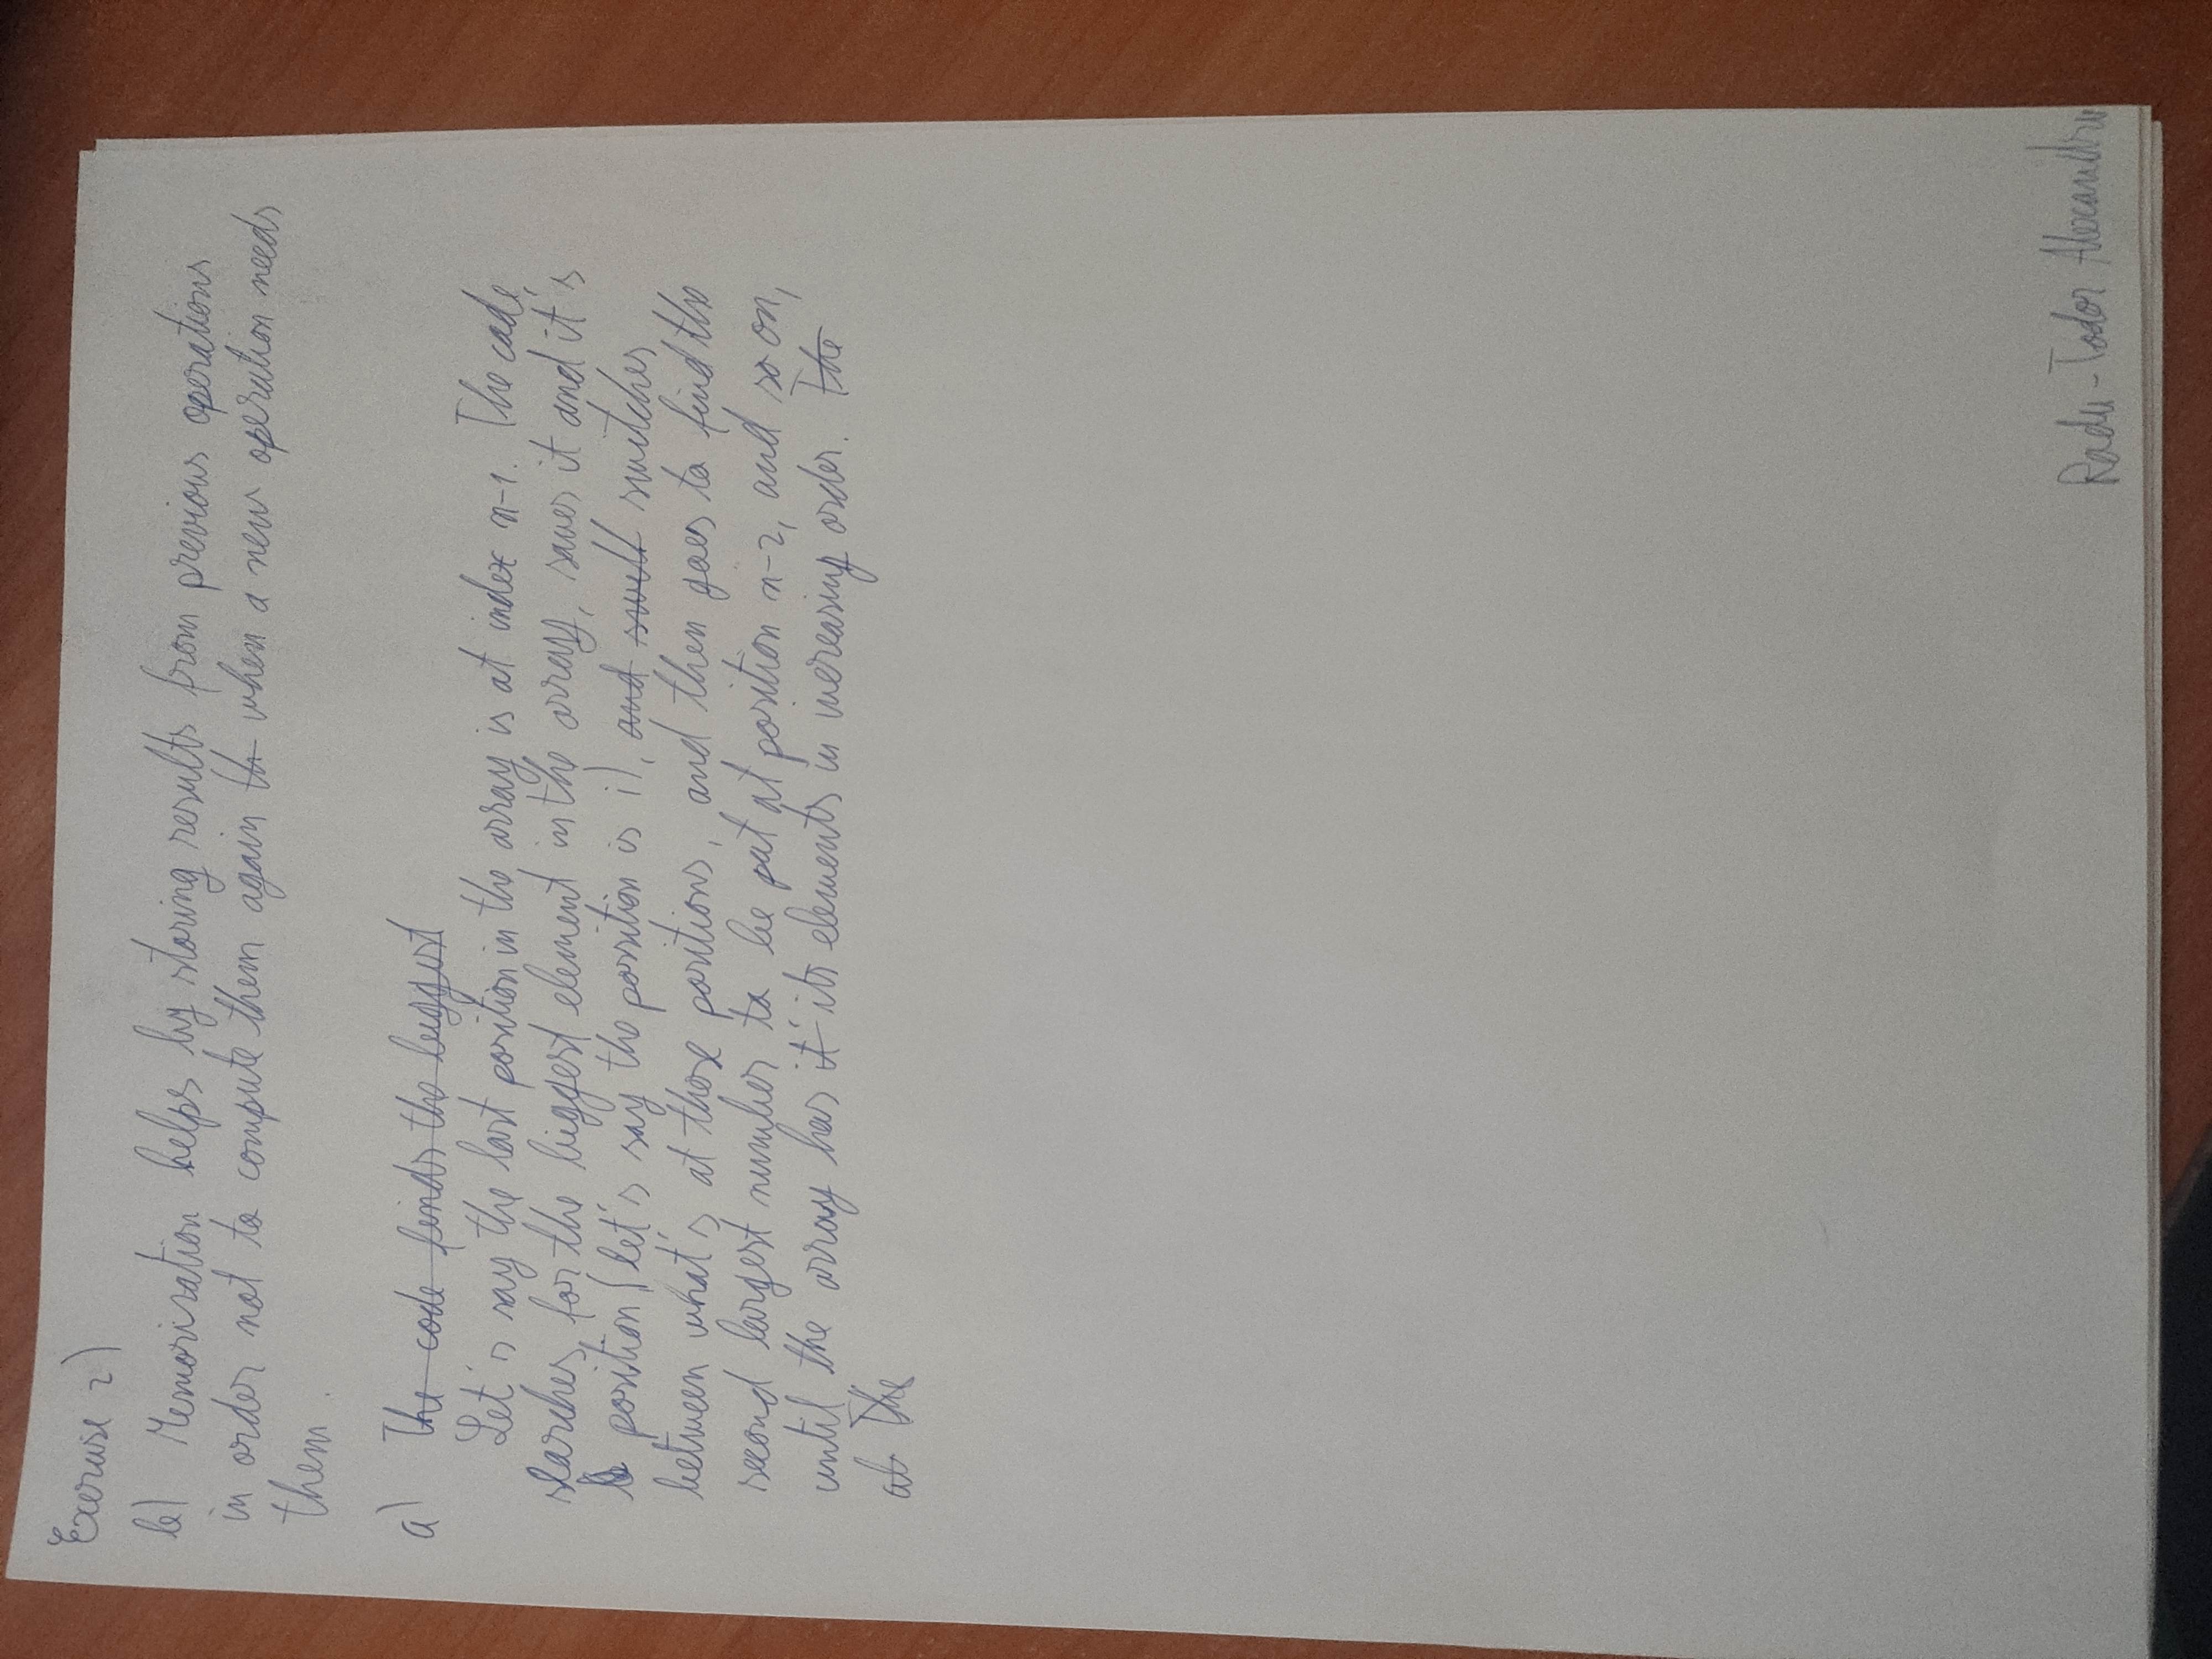 Exercise 2)
b) Memorisation helps by storing results from previous operations
in order not to compute them again th when a new operation needs
them.
a) The code finds the biggest
Let's say the last position in the array is at index n-1. The code
searches for the biggest element in the array, saves it and it's
position (let's say the possition is i), and switches
between what's at those positions, and then goes to find the
second largest number to be put at position n-2, and so on,
until the array has it' its elements in increasing order. The
at The
Radu-Todor Alexandru